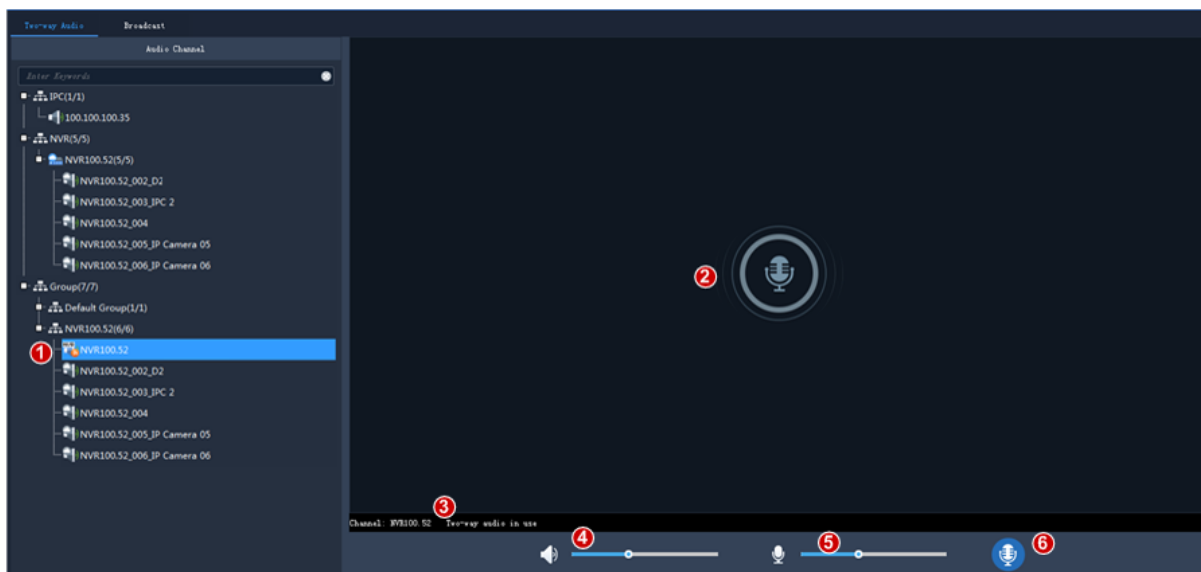 Two-way Audio Broadcast
Audio Channel
Enter Keywords
IPC(1/1)
100.100.100.35
NVR(5/5)
NVR100.52(5/5)
NVR100.52_002_D2
NVR100.52_003_IPC 2
NVR100.52_004
NVR100.52_005_IP Camera 05
NVR100.52_006_IP Camera 06
Group(7/7)
Default Group(1/1)
NVR100.52(6/6)
1 NVR100.52
NVR100.52_002_D2
NVR100.52_003_IPC 2
NVR100.52_004
NVR100.52_005_IP Camera 05
NVR100.52_006_IP Camera 06
2
3
Channel: NVR100.52 Two-way audio in use
4
5
6